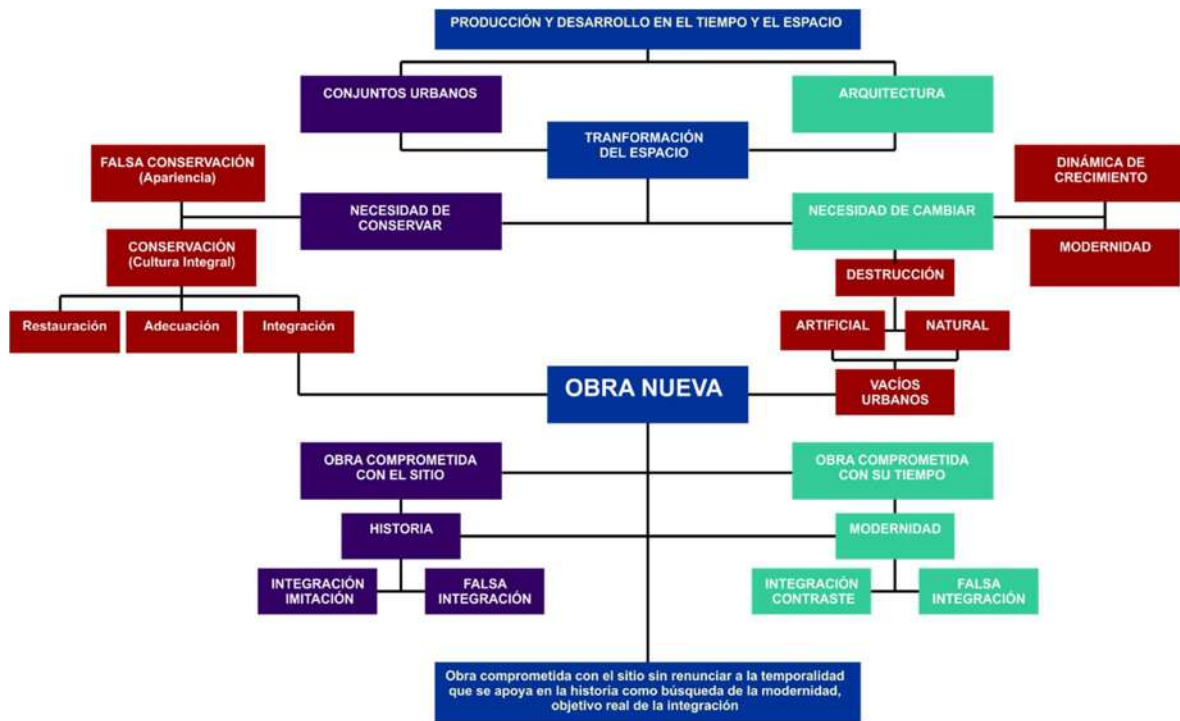 PRODUCCIÓN Y DESARROLLO EN EL TIEMPO Y EL ESPACIO
CONJUNTOS URBANOS
ARQUITECTURA
TRANFORMACIÓN
DEL ESPACIO
FALSA CONSERVACIÓN
(Apariencia)
DINÁMICA DE
CRECIMIENTO
NECESIDAD DE
CONSERVAR
NECESIDAD DE CAMBIAR
CONSERVACIÓN
(Cultura Integral)
MODERNIDAD
DESTRUCCIÓN
Restauración
Adecuación
Integración
ARTIFICIAL
NATURAL
OBRA NUEVA
VACÍOS
URBANOS
OBRA COMPROMETIDA
CON EL SITIO
OBRA COMPROMETIDA
CON SU TIEMPO
HISTORIA
MODERNIDAD
INTEGRACIÓN
IMITACIÓN
FALSA
INTEGRACIÓN
INTEGRACIÓN
CONTRASTE
FALSA
INTEGRACIÓN
Obra comprometida con el sitio sin renunciar a la temporalidad
que se apoya en la historia como búsqueda de la modernidad,
objetivo real de la integración